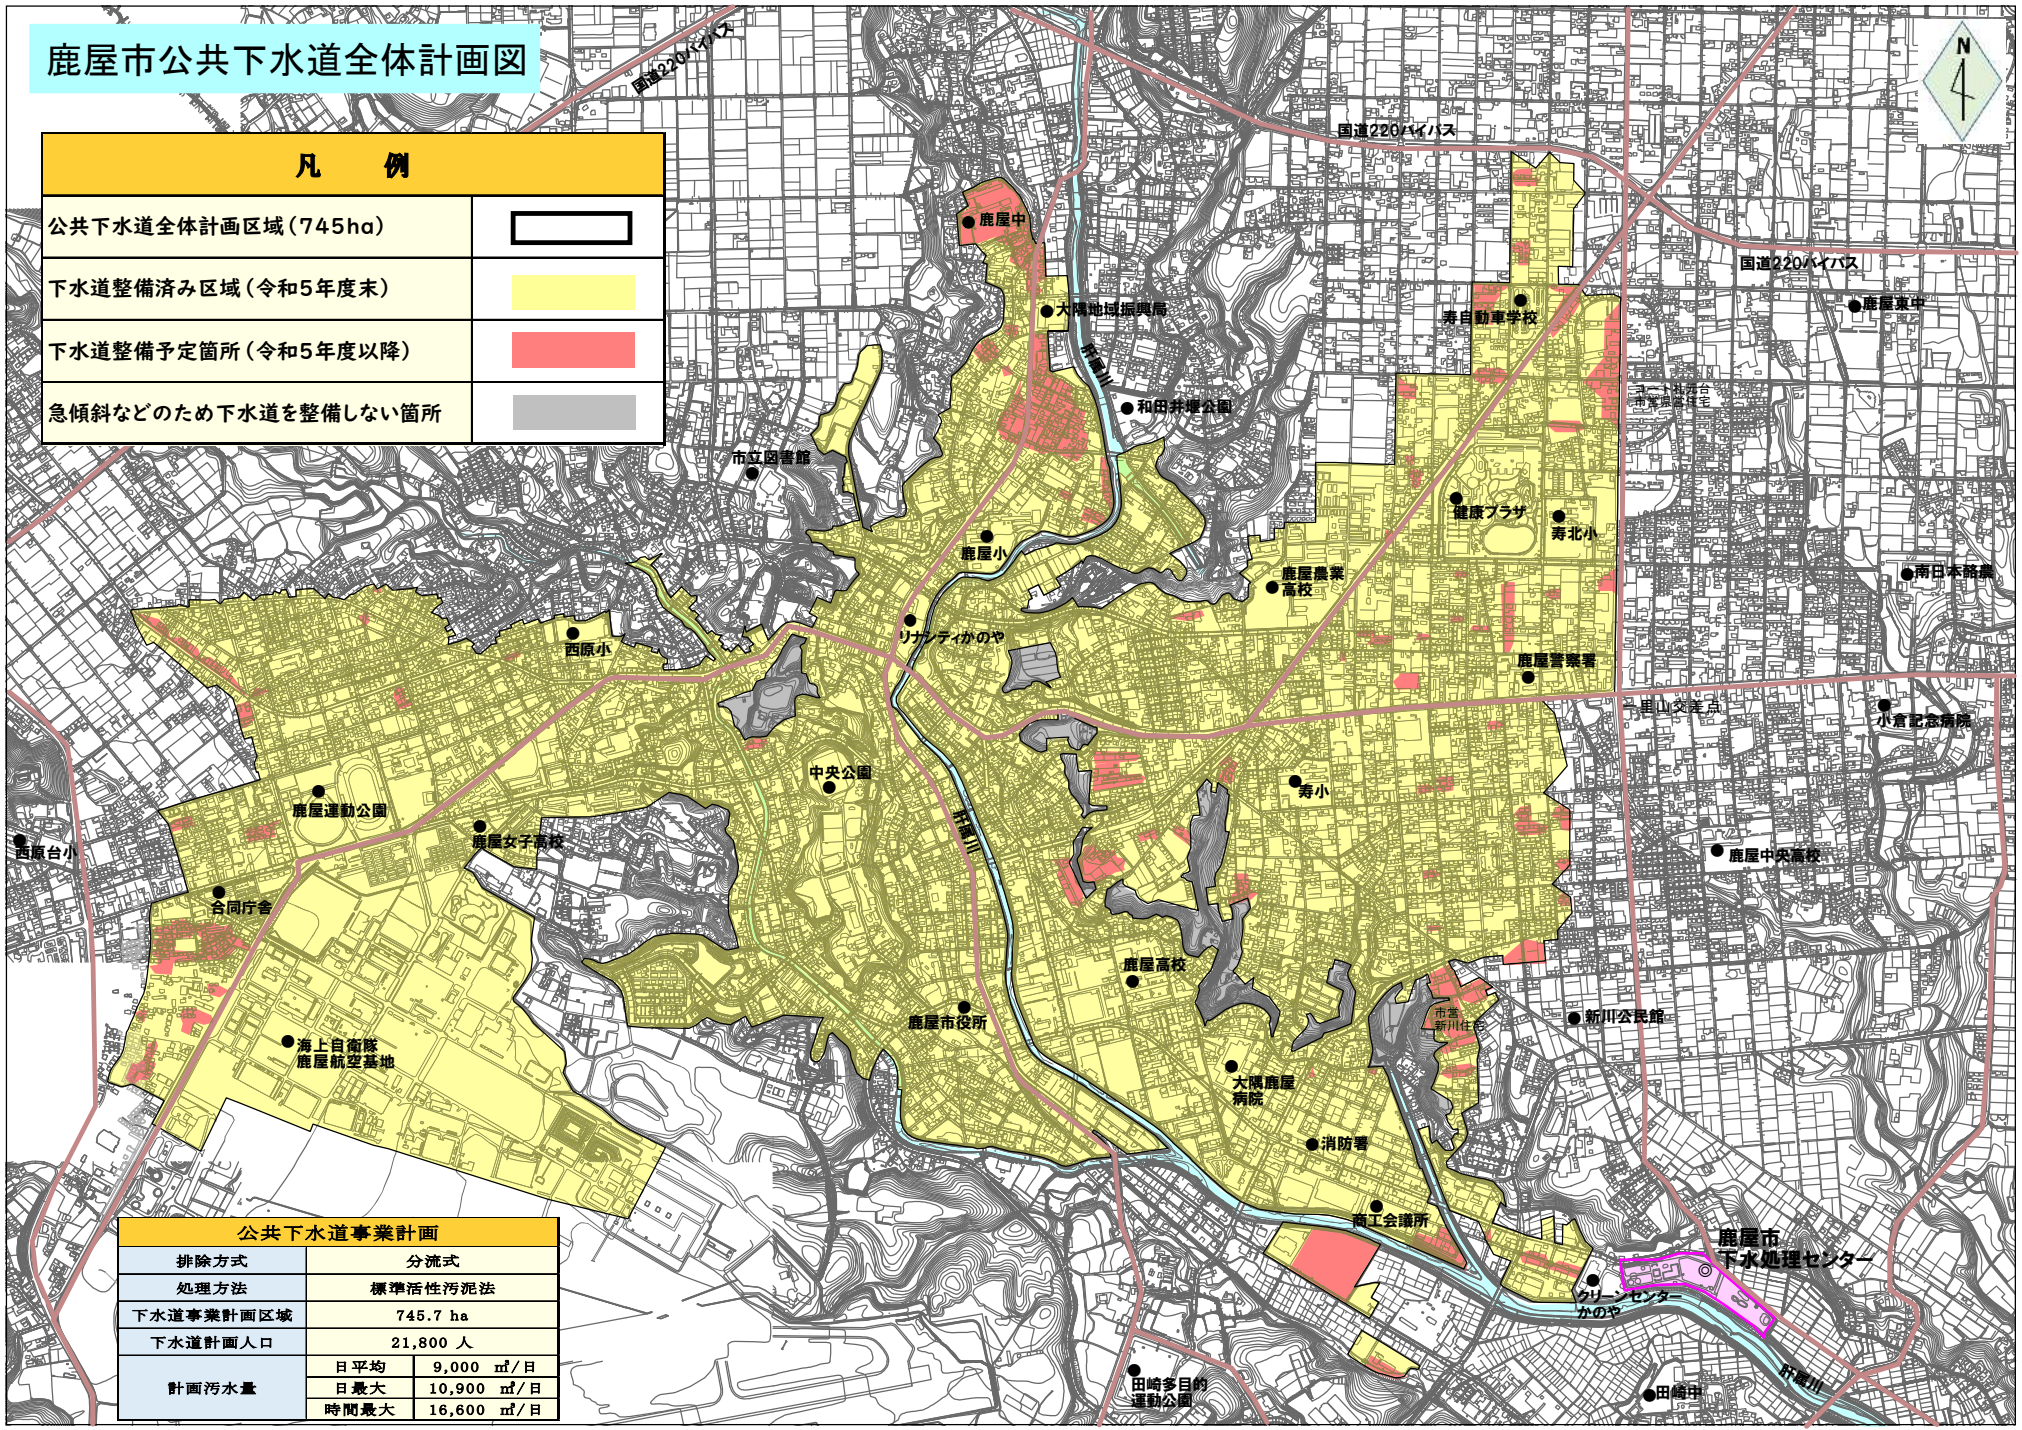 鹿屋市公共下水道全体計画図
N
凡 例
公共下水道全体計画区域(745ha)
下水道整備済み区域(令和5年度末)
下水道整備予定箇所(令和5年度以降)
急傾斜などのため下水道を整備しない箇所
国道220バイパス
国道220バイパス
国道220バイパス
鹿屋中
大隅地域振興局
肝属川
和田井堰公園
寿自動車学校
鹿屋東中
市営県営住宅
市立図書館
健康プラザ
寿北小
鹿屋小
鹿屋農業
高校
南日本酪農
西原小
リナシティかのや
鹿屋警察署
一里山交差点
小倉記念病院
中央公園
鹿屋運動公園
寿小
肝属川
鹿屋女子高校
西原台小
鹿屋中央高校
合同庁舎
鹿屋高校
鹿屋市役所
市営
新川住宅
新川公民館
海上自衛隊
鹿屋航空基地
大隅鹿屋
病院
消防署
商工会議所
鹿屋市
下水処理センター
クリーンセンター
かのや
田崎多目的
運動公園
田崎中
肝属川
公共下水道事業計画
排除方式 分流式
処理方法 標準活性汚泥法
下水道事業計画区域 745.7 ha
下水道計画人口 21,800 人
計画汚水量
日平均 9,000 ㎥/日
日最大 10,900 ㎥/日
時間最大 16,600 ㎥/日